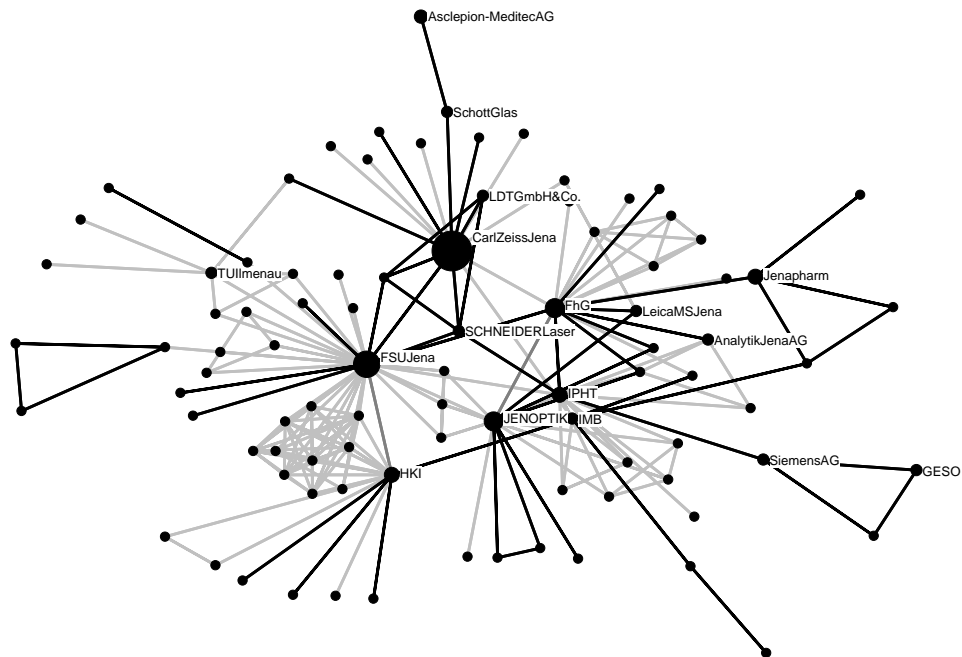 Asclepion-MeditecAG
SchottGlas
LDTGmbH&Co.
CarlZeissJena
TUIlmenau
Jenapharm
FhG
LeicaMSJena
SCHNEIDERLaser
AnalytikJenaAG
FSUJena
IPHT
JENOPTIK
IMB
SiemensAG
HKI
GESO